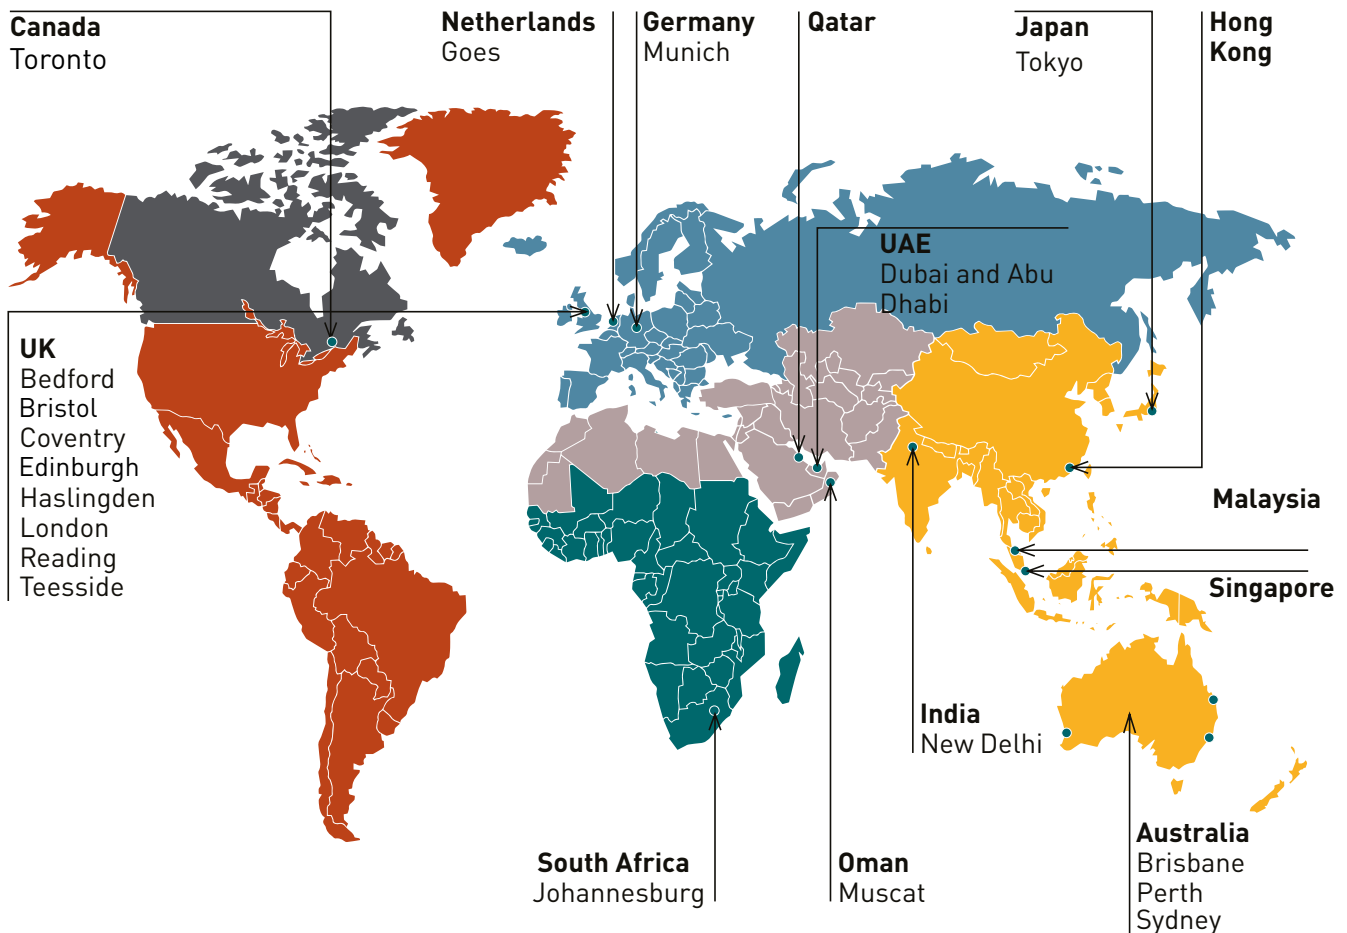 Canada
Toronto
Netherlands
Goes
Germany
Munich
Qatar
Japan
Tokyo
Hong
Kong
UAE
Dubai and Abu
Dhabi
UK
Bedford
Bristol
Coventry
Edinburgh
Haslingden
London
Reading
Teesside
Malaysia
Singapore
India
New Delhi
South Africa
Johannesburg
Oman
Muscat
Australia
Brisbane
Perth
Sydney